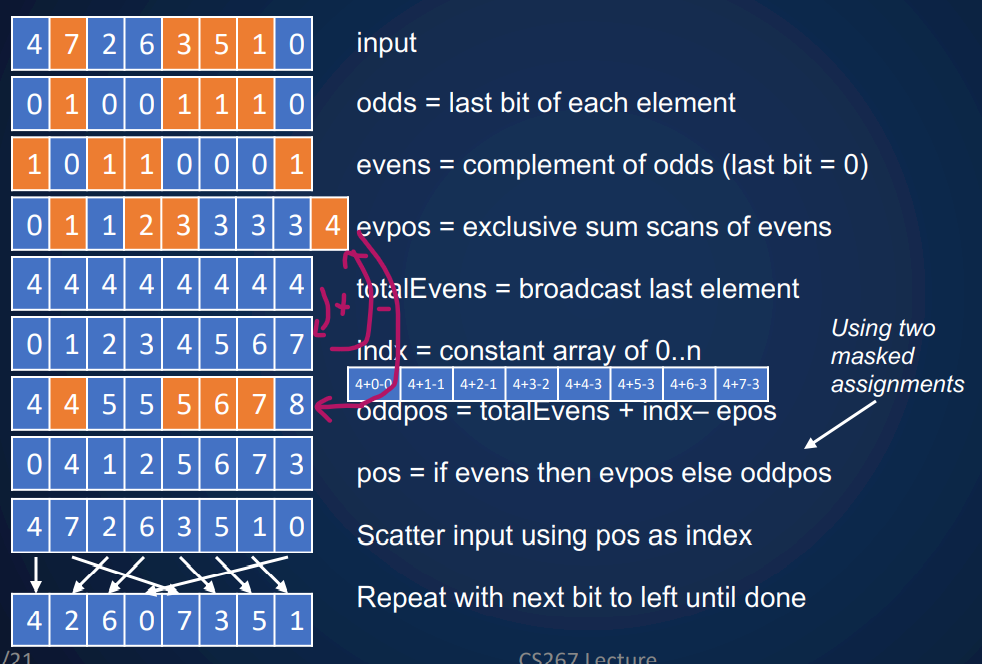 4 7 2 6 3 5 1 0 input
0 1 0 0 1 1 1 0 odds = last bit of each element
1 0 1 1 0 0 0 1 evens = complement of odds (last bit = 0)
0 1 1 2 3 3 3 3 4 evpos = exclusive sum scans of evens
4 4 4 4 4 4 4 4 totalEvens = broadcast last element
+ -
0 1 2 3 4 5 6 7 indx = constant array of 0..n
Using two
masked
assignments
4+0-0 4+1-1 4+2-1 4+3-2 4+4-3 4+5-3 4+6-3 4+7-3
4 4 5 5 5 6 7 8 oddpos = totalEvens + indx– epos
0 4 1 2 5 6 7 3 pos = if evens then evpos else oddpos
4 7 2 6 3 5 1 0 Scatter input using pos as index
Repeat with next bit to left until done
4 2 6 0 7 3 5 1
/21 CS267 Lecture